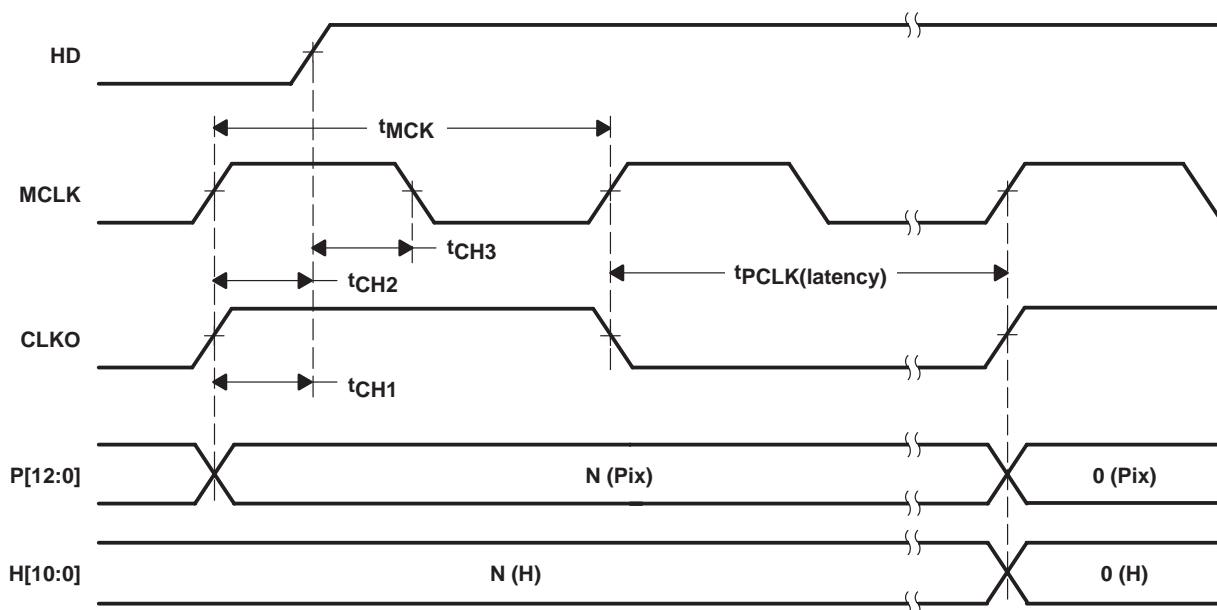 HD
tMCK
MCLK
tCH3
tCH2
tPCLK(latency)
CLKO
tCH1
P[12:0]
N (Pix)
0 (Pix)
H[10:0]
N (H)
0 (H)